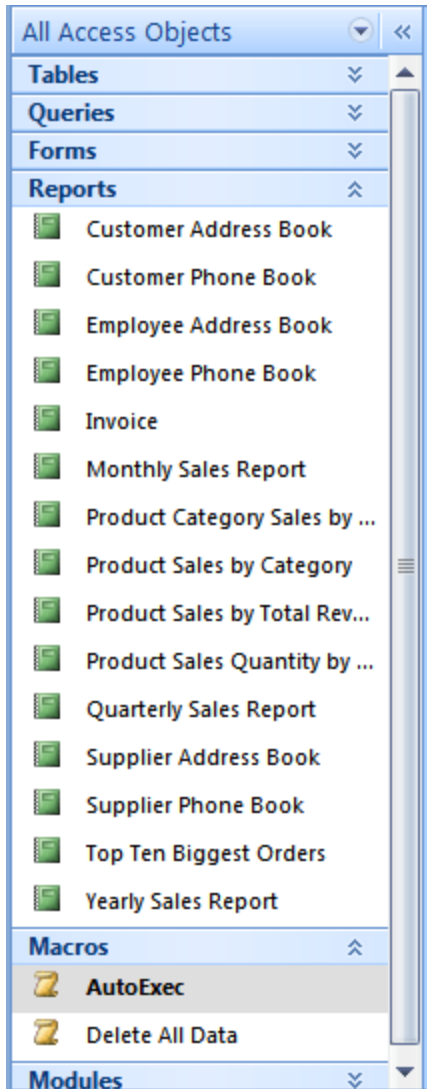 All Access Objects
Tables
Queries
Forms
Reports
Customer Address Book
Customer Phone Book
Employee Address Book
Employee Phone Book
Invoice
Monthly Sales Report
Product Category Sales by ...
Product Sales by Category
Product Sales by Total Rev...
Product Sales Quantity by ...
Quarterly Sales Report
Supplier Address Book
Supplier Phone Book
Top Ten Biggest Orders
Yearly Sales Report
Macros
AutoExec
Delete All Data
Modules